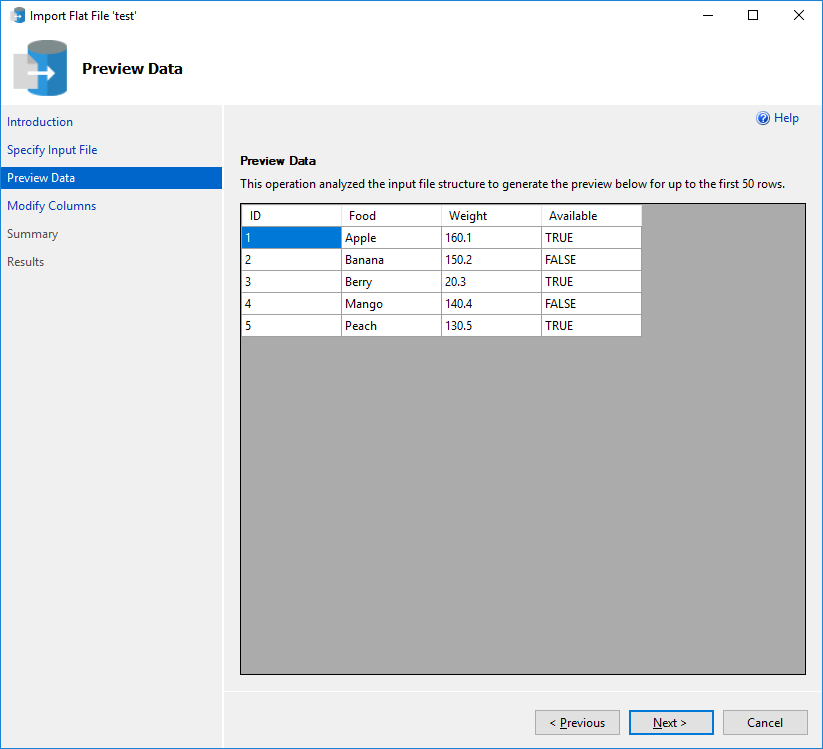 Import Flat File 'test'
Preview Data
Introduction
Specify Input File
Preview Data
Modify Columns
Summary
Results
Help
Preview Data
This operation analyzed the input file structure to generate the preview below for up to the first 50 rows.
ID Food Weight Available
1 Apple 160.1 TRUE
2 Banana 150.2 FALSE
3 Berry 20.3 TRUE
4 Mango 140.4 FALSE
5 Peach 130.5 TRUE
< Previous Next > Cancel